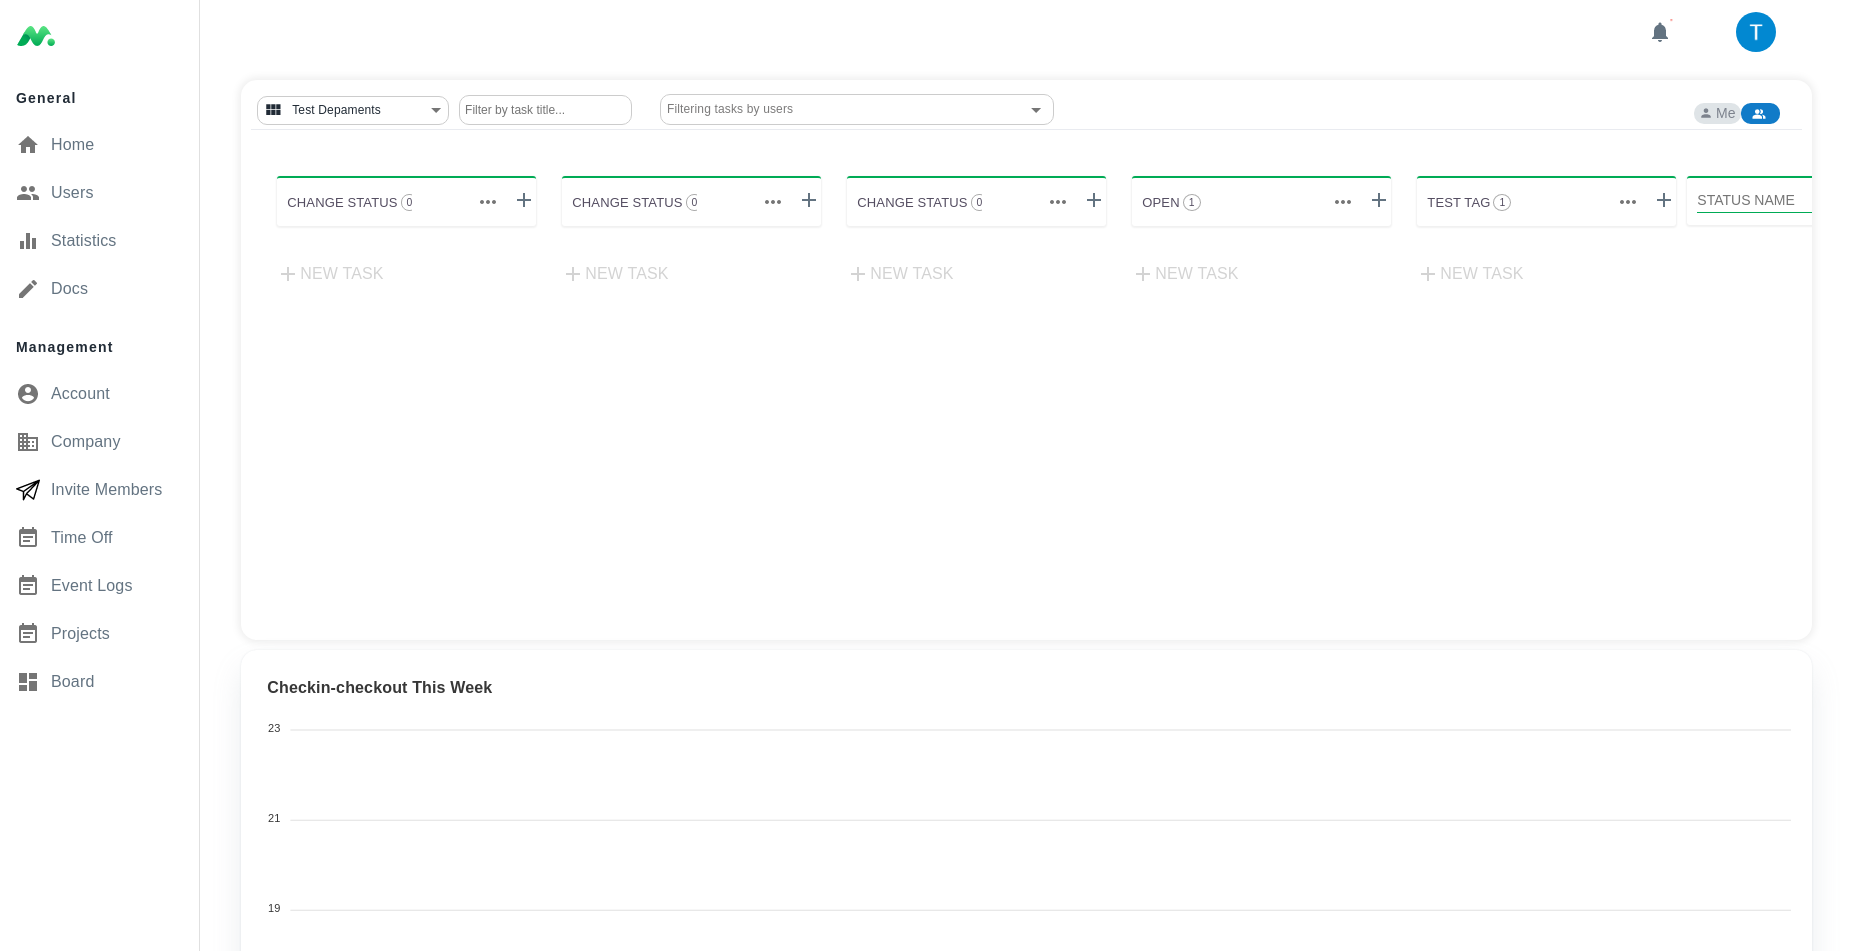 T
General
Home
Users
Statistics
Docs
Management
Account
Company
Invite Members
Time Off
Event Logs
Projects
Board
Test Depaments
Filter by task title...
Filtering tasks by users
Me
CHANGE STATUS 0
CHANGE STATUS 0
CHANGE STATUS 0
OPEN 1
TEST TAG 1
STATUS NAME
NEW TASK
NEW TASK
NEW TASK
NEW TASK
NEW TASK
Checkin-checkout This Week
23
21
19